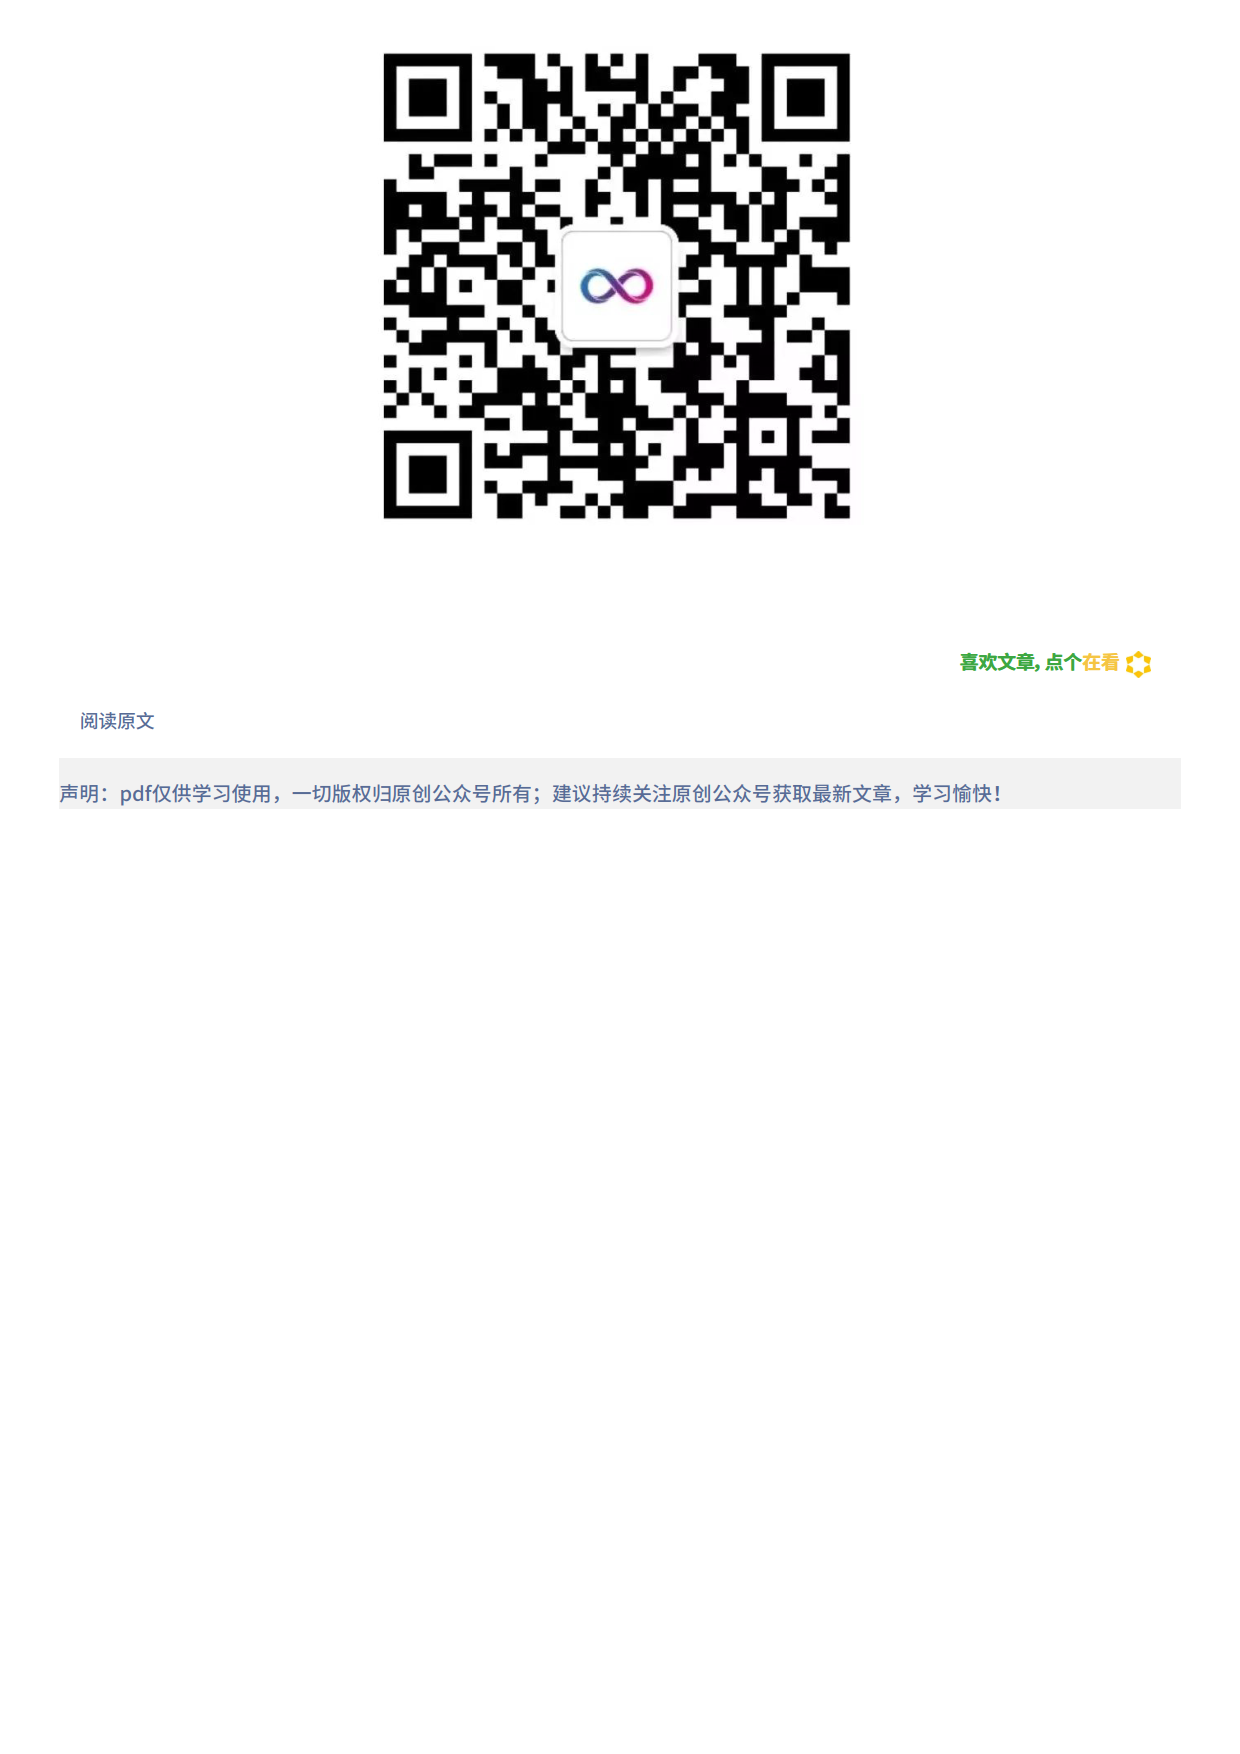 喜欢文章, 点个在看
阅读原文
声明：pdf仅供学习使用，一切版权归原创公众号所有；建议持续关注原创公众号获取最新文章，学习愉快！